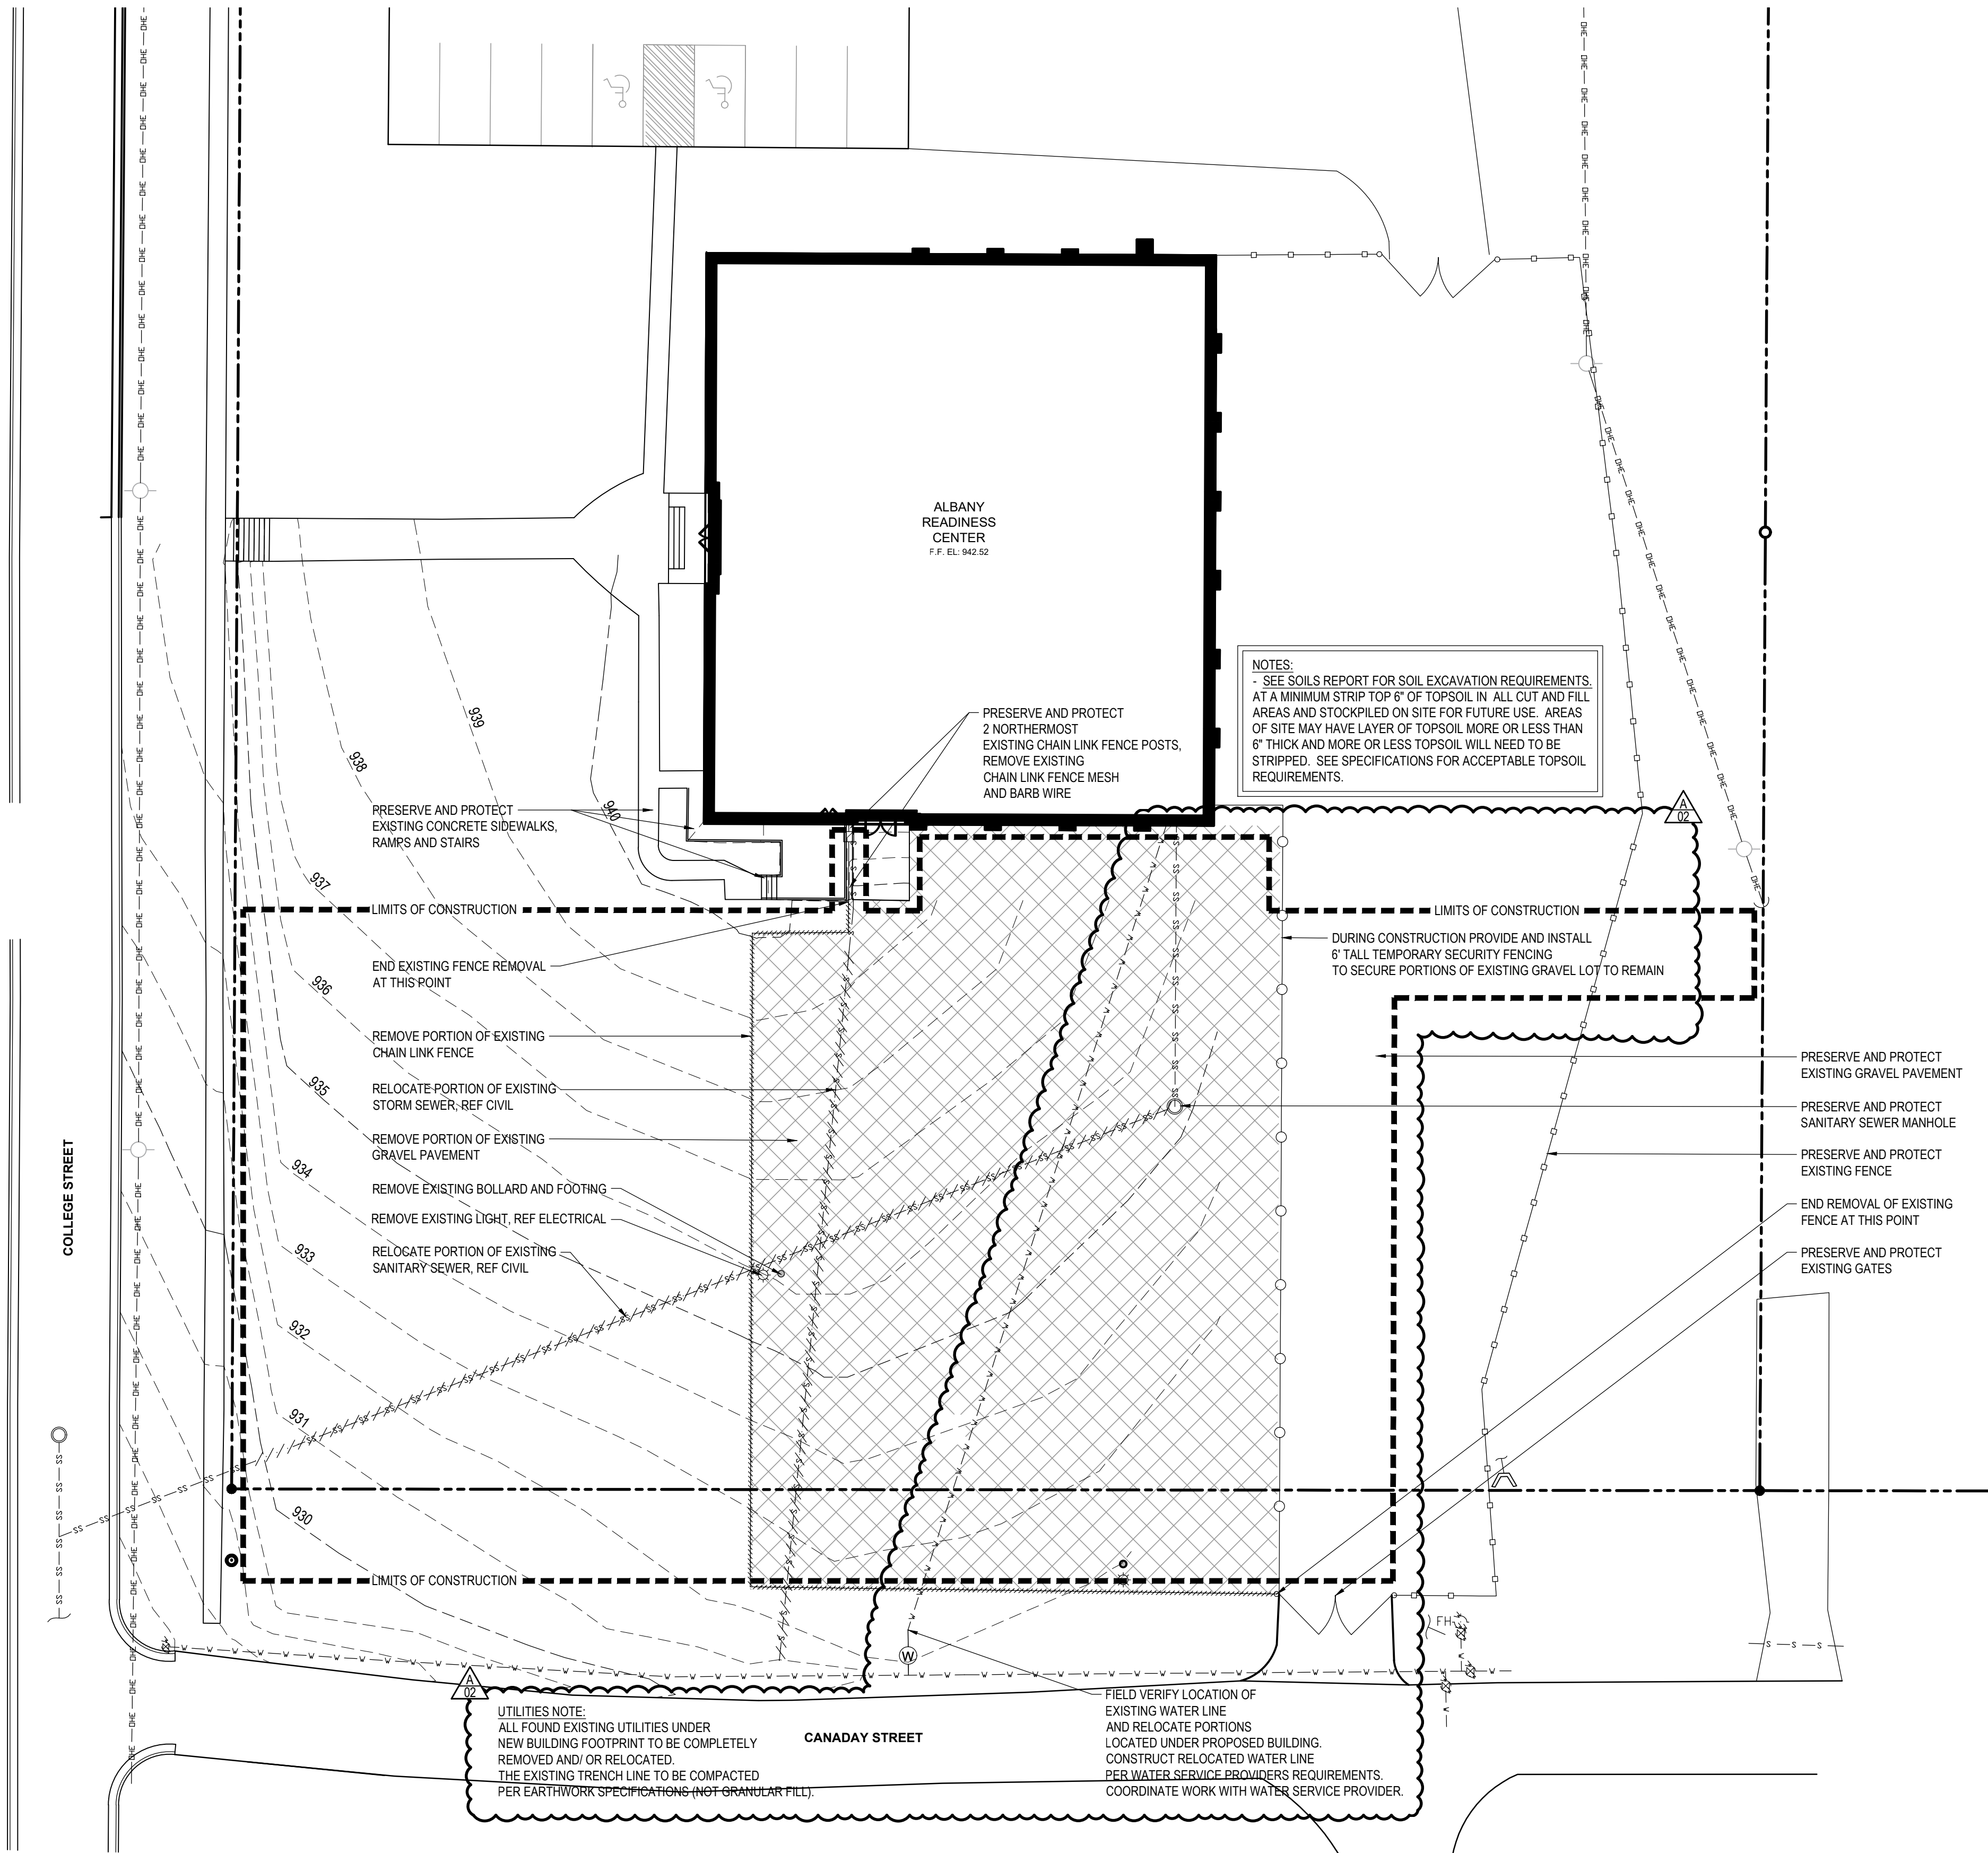 ALBANY
READINESS
CENTER
F.F. EL: 942.52
NOTES:
- SEE SOILS REPORT FOR SOIL EXCAVATION REQUIREMENTS.
AT A MINIMUM STRIP TOP 6" OF TOPSOIL IN ALL CUT AND FILL
AREAS AND STOCKPILED ON SITE FOR FUTURE USE. AREAS
OF SITE MAY HAVE LAYER OF TOPSOIL MORE OR LESS THAN
6" THICK AND MORE OR LESS TOPSOIL WILL NEED TO BE
STRIPPED. SEE SPECIFICATIONS FOR ACCEPTABLE TOPSOIL
REQUIREMENTS.
PRESERVE AND PROTECT
2 NORTHERMOST
EXISTING CHAIN LINK FENCE POSTS,
REMOVE EXISTING
CHAIN LINK FENCE MESH
AND BARB WIRE
939
938
940
937
936
935
934
933
932
931
930
A
02
PRESERVE AND PROTECT
EXISTING CONCRETE SIDEWALKS,
RAMPS AND STAIRS
LIMITS OF CONSTRUCTION
LIMITS OF CONSTRUCTION
DURING CONSTRUCTION PROVIDE AND INSTALL
6' TALL TEMPORARY SECURITY FENCING
TO SECURE PORTIONS OF EXISTING GRAVEL LOT TO REMAIN
END EXISTING FENCE REMOVAL
AT THIS POINT
REMOVE PORTION OF EXISTING
CHAIN LINK FENCE
RELOCATE PORTION OF EXISTING
STORM SEWER, REF CIVIL
REMOVE PORTION OF EXISTING
GRAVEL PAVEMENT
REMOVE EXISTING BOLLARD AND FOOTING
REMOVE EXISTING LIGHT, REF ELECTRICAL
RELOCATE PORTION OF EXISTING
SANITARY SEWER, REF CIVIL
PRESERVE AND PROTECT
EXISTING GRAVEL PAVEMENT
PRESERVE AND PROTECT
SANITARY SEWER MANHOLE
PRESERVE AND PROTECT
EXISTING FENCE
END REMOVAL OF EXISTING
FENCE AT THIS POINT
PRESERVE AND PROTECT
EXISTING GATES
COLLEGE STREET
LIMITS OF CONSTRUCTION
FH
W
A
02
UTILITIES NOTE:
ALL FOUND EXISTING UTILITIES UNDER
NEW BUILDING FOOTPRINT TO BE COMPLETELY
REMOVED AND/ OR RELOCATED.
THE EXISTING TRENCH LINE TO BE COMPACTED
PER EARTHWORK SPECIFICATIONS (NOT GRANULAR FILL).
CANADAY STREET
FIELD VERIFY LOCATION OF
EXISTING WATER LINE
AND RELOCATE PORTIONS
LOCATED UNDER PROPOSED BUILDING.
CONSTRUCT RELOCATED WATER LINE
PER WATER SERVICE PROVIDERS REQUIREMENTS.
COORDINATE WORK WITH WATER SERVICE PROVIDER.